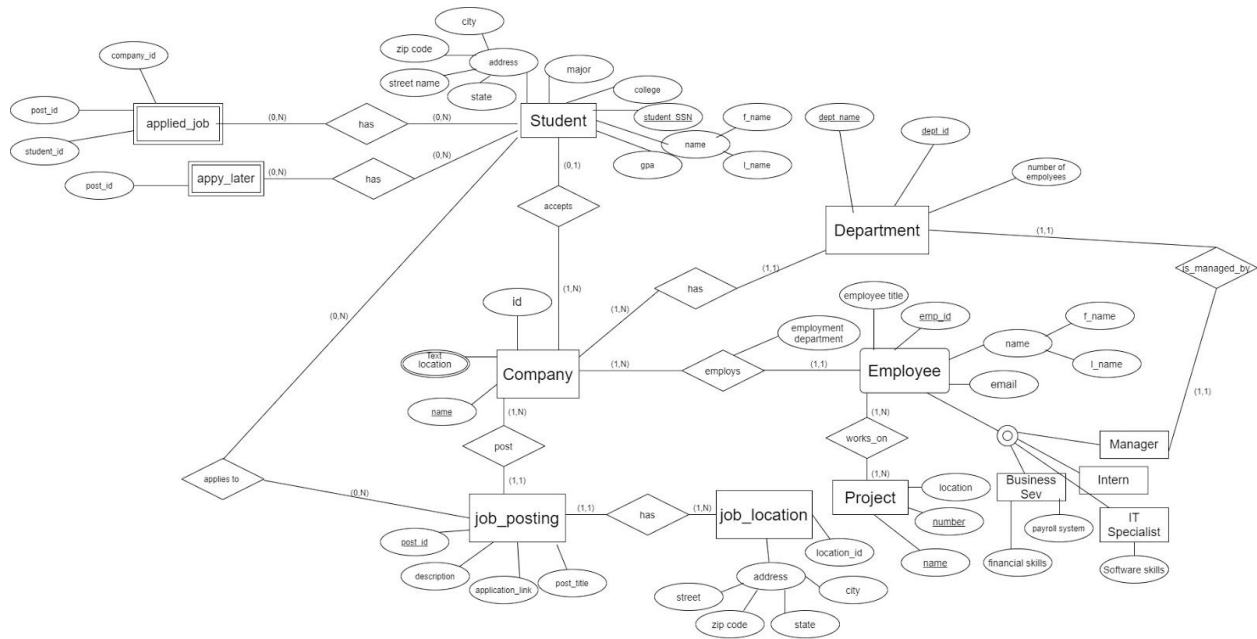 city
zip code
address
street name
state
major
college
student_SSN
f_name
name
l_name
gpa
Student
company_id
post_id
applied_job
student_id
(0,N)
has
(0,N)
post_id
appy_later
(0,N)
has
(0,N)
(0,1)
accepts
(1,N)
dept_name
dept_id
number of
empolyees
Department
(1,1)
is_managed_by
(1,1)
(1,1)
has
(1,N)
id
Text
location
Company
name
(1,N)
employs
employment
department
(1,1)
employee title
emp_id
f_name
name
l_name
email
Employee
(0,N)
applies to
(0,N)
(1,N)
post
(1,1)
job_posting
post_id
description
application_link
post_title
(1,1)
has
(1,N)
job_location
location_id
address
street
zip code
state
city
(1,N)
works_on
(1,N)
Project
location
number
name
Manager
Intern
Business
Sev
payroll system
financial skills
IT
Specialist
Software skills